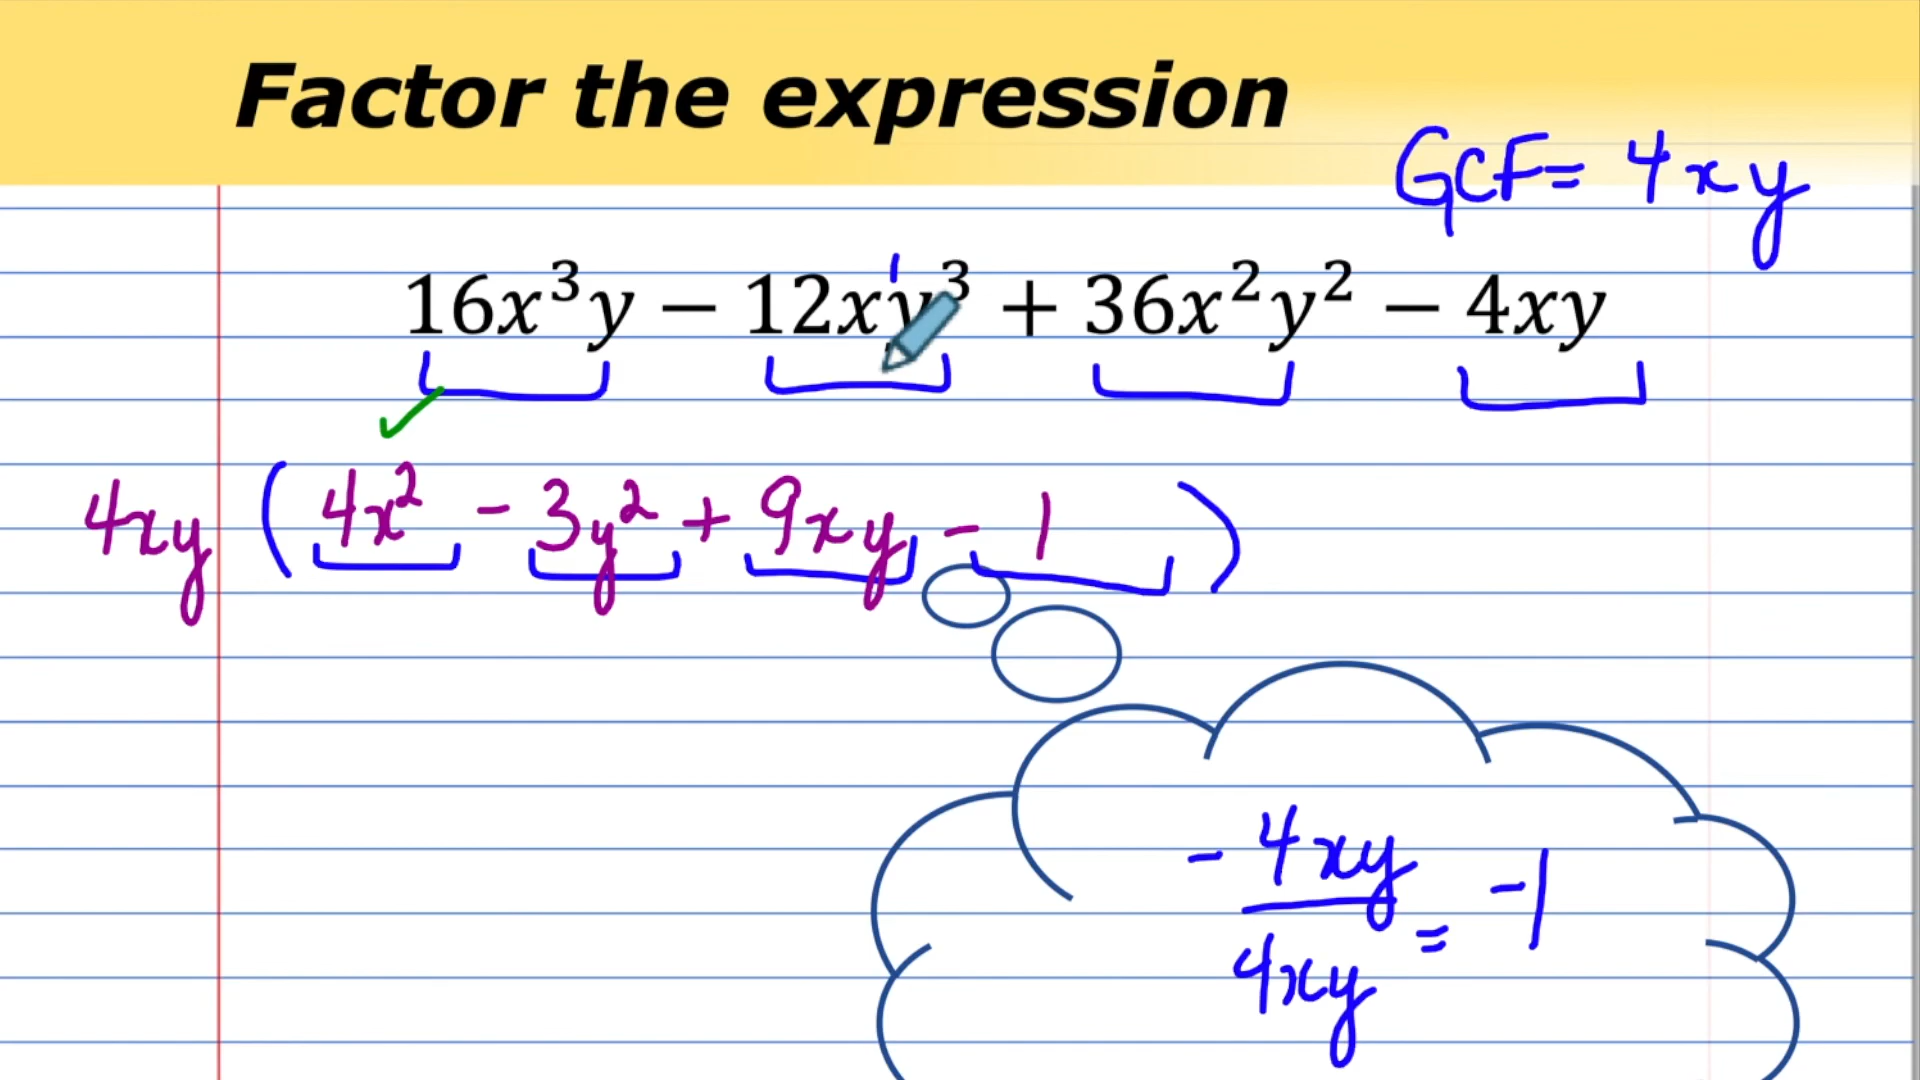 Factor the expression
GCF = 4xy
16x³y − 12xy³ + 36x²y² − 4xy
4xy ( 4x² - 3y² + 9xy - 1 )
- 4xy
4xy
= -1